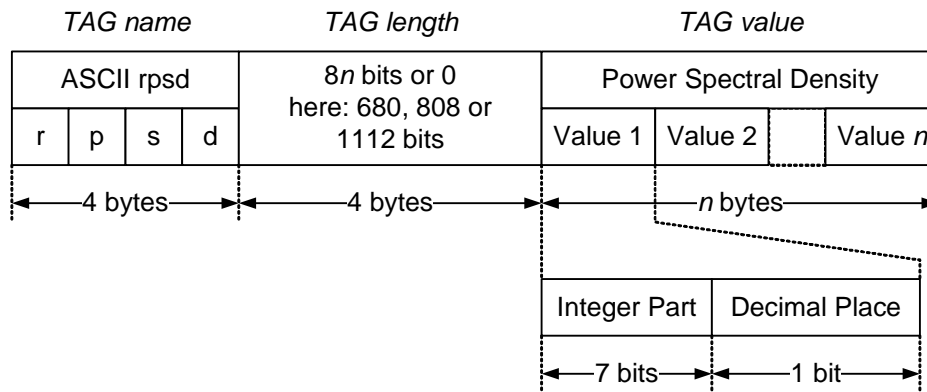 TAG name TAG length TAG value
ASCII rpsd
8n bits or 0
here: 680, 808 or
1112 bits
Power Spectral Density
r p s d
Value 1 Value 2 Value n
4 bytes 4 bytes n bytes
Integer Part Decimal Place
7 bits 1 bit